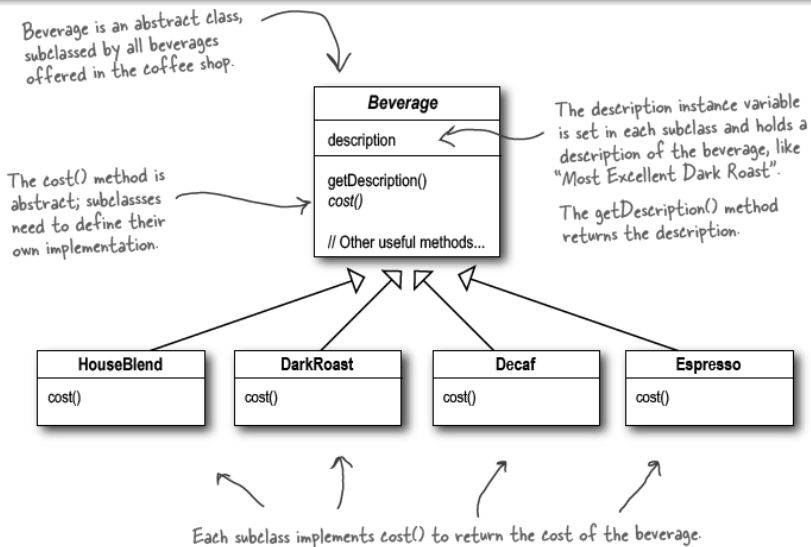 Beverage is an abstract class,
subclassed by all beverages
offered in the coffee shop.
Beverage
description
getDescription()
cost()
// Other useful methods...
The description instance variable
is set in each subclass and holds a
description of the beverage, like
“Most Excellent Dark Roast”.
The getDescription() method
returns the description.
The cost() method is
abstract; subclassses
need to define their
own implementation.
HouseBlend
cost()
DarkRoast
cost()
Decaf
cost()
Espresso
cost()
Each subclass implements cost() to return the cost of the beverage.